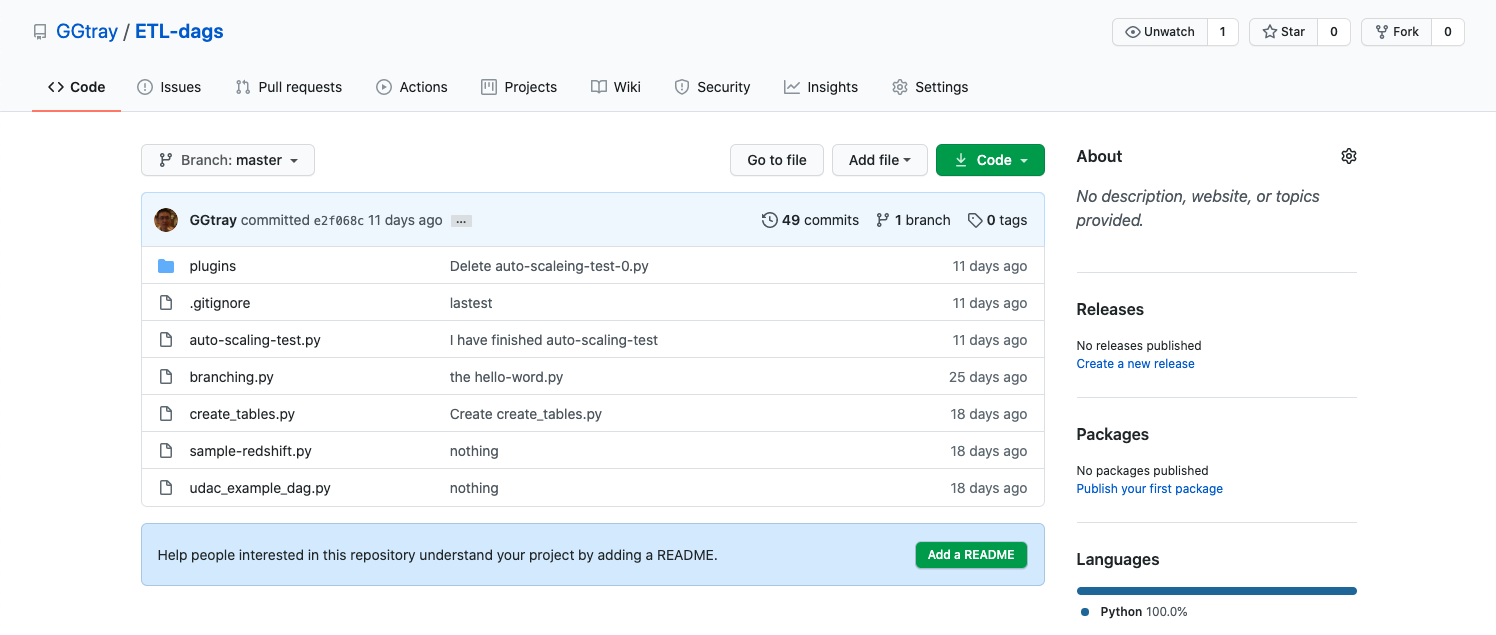 GGtray / ETL-dags
Unwatch 1 Star 0 Fork 0
Code Issues Pull requests Actions Projects Wiki Security Insights Settings
Branch: master
Go to file Add file Code
GGtray committed e2f068c 11 days ago ...
49 commits 1 branch 0 tags
plugins Delete auto-scaleing-test-0.py 11 days ago
.gitignore lastest 11 days ago
auto-scaling-test.py I have finished auto-scaling-test 11 days ago
branching.py the hello-word.py 25 days ago
create_tables.py Create create_tables.py 18 days ago
sample-redshift.py nothing 18 days ago
udac_example_dag.py nothing 18 days ago
Help people interested in this repository understand your project by adding a README.
Add a README
About
No description, website, or topics
provided.
Releases
No releases published
Create a new release
Packages
No packages published
Publish your first package
Languages
Python 100.0%